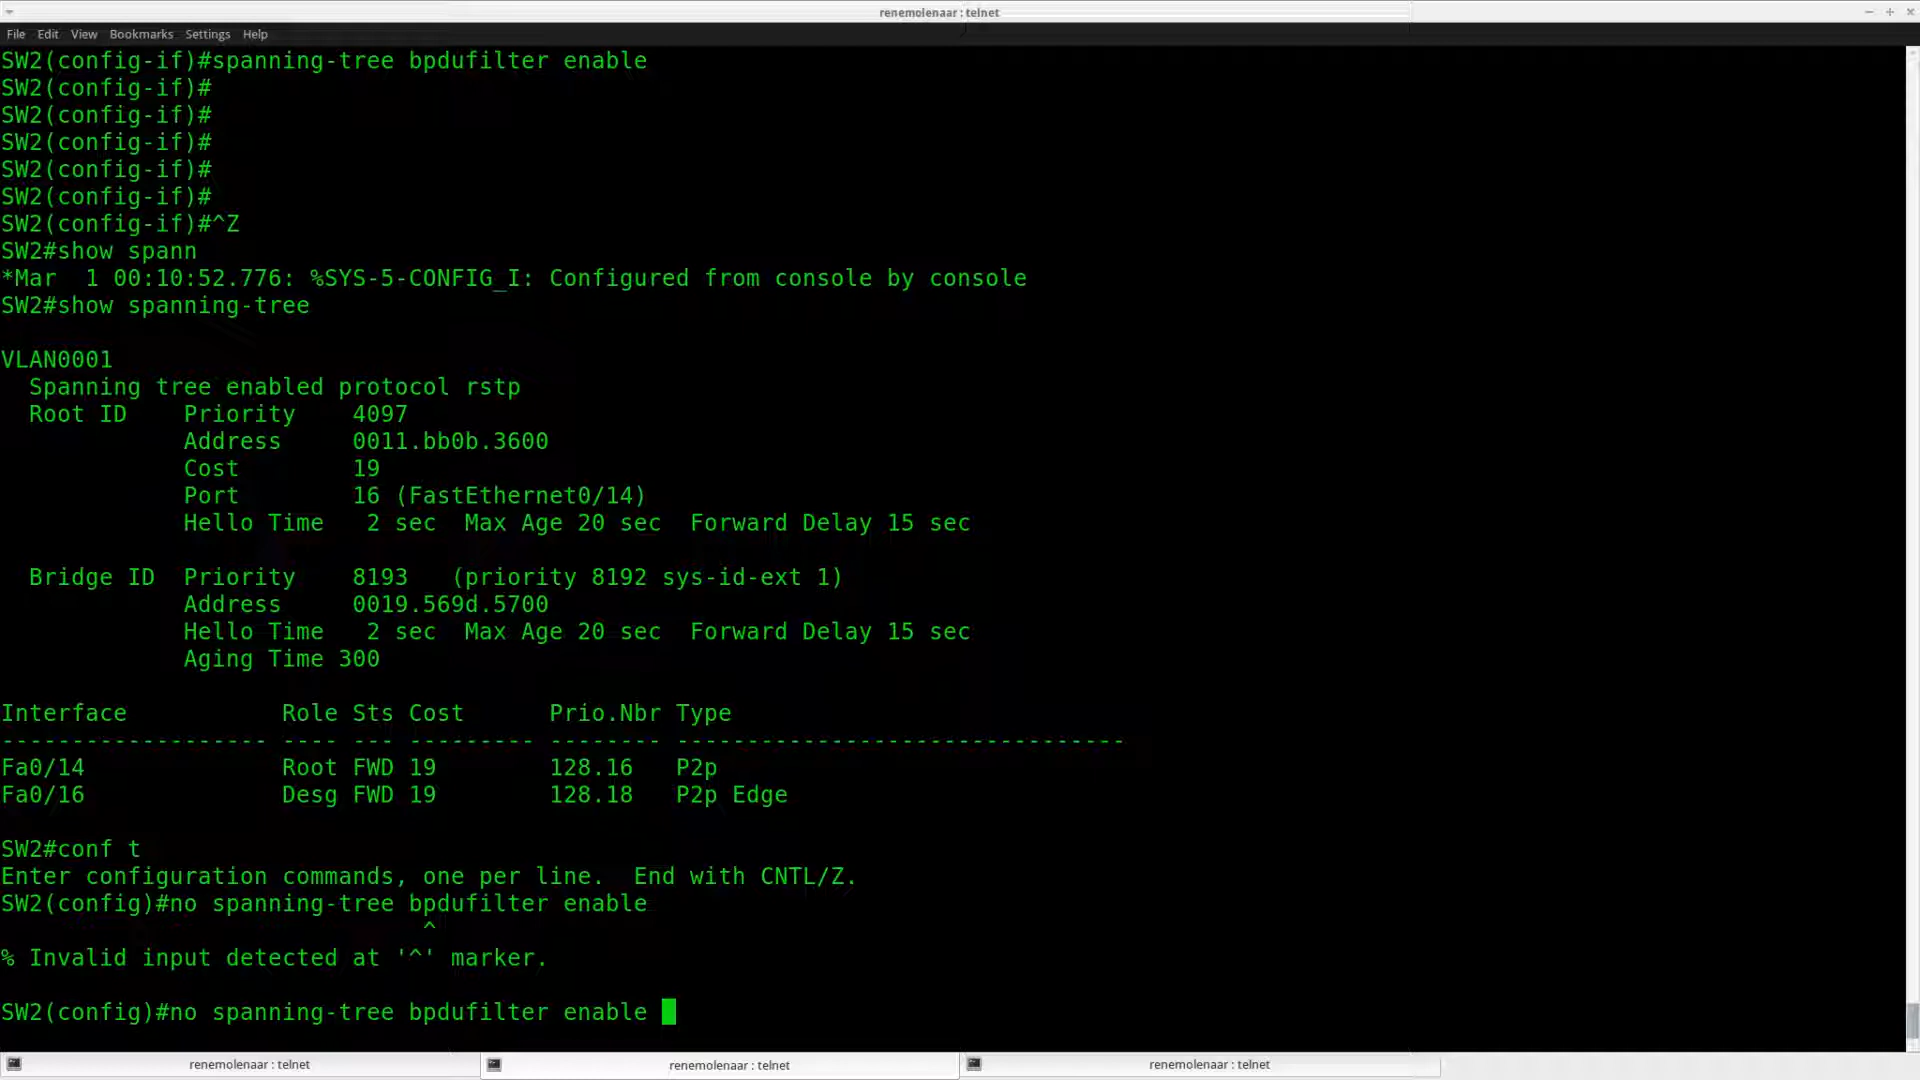 renemolenaar : telnet
File Edit View Bookmarks Settings Help
SW2(config-if)#spanning-tree bpdufilter enable
SW2(config-if)#
SW2(config-if)#
SW2(config-if)#
SW2(config-if)#
SW2(config-if)#
SW2(config-if)#^Z
SW2#show spann
*Mar  1 00:10:52.776: %SYS-5-CONFIG_I: Configured from console by console
SW2#show spanning-tree
VLAN0001
  Spanning tree enabled protocol rstp
  Root ID    Priority    4097
             Address     0011.bb0b.3600
             Cost        19
             Port        16 (FastEthernet0/14)
             Hello Time   2 sec  Max Age 20 sec  Forward Delay 15 sec
  Bridge ID  Priority    8193   (priority 8192 sys-id-ext 1)
             Address     0019.569d.5700
             Hello Time   2 sec  Max Age 20 sec  Forward Delay 15 sec
             Aging Time 300
Interface           Role Sts Cost      Prio.Nbr Type
------------------- ---- --- --------- -------- --------------------------------
Fa0/14              Root FWD 19        128.16   P2p
Fa0/16              Desg FWD 19        128.18   P2p Edge
SW2#conf t
Enter configuration commands, one per line.  End with CNTL/Z.
SW2(config)#no spanning-tree bpdufilter enable
                              ^
% Invalid input detected at '^' marker.
SW2(config)#no spanning-tree bpdufilter enable
renemolenaar : telnet renemolenaar : telnet renemolenaar : telnet